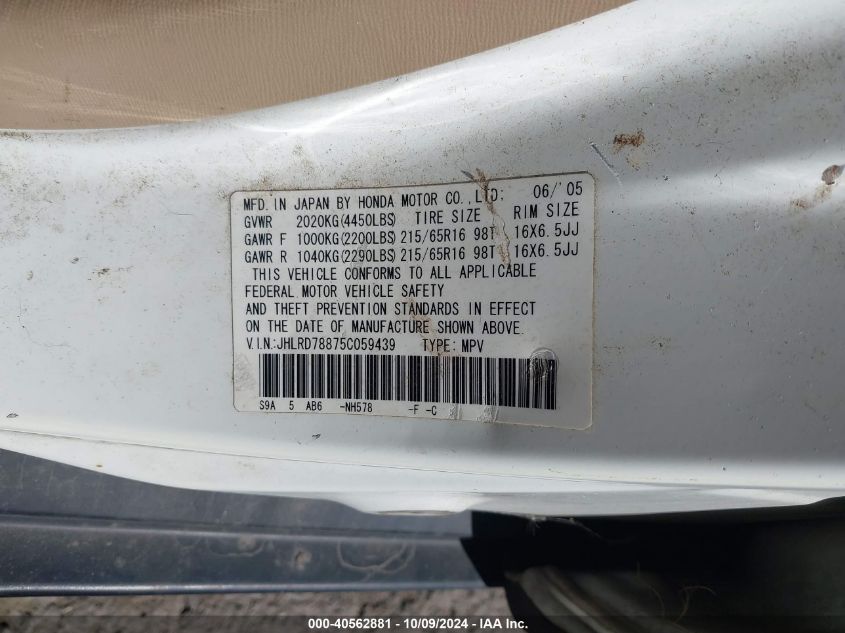 MFD. IN JAPAN BY HONDA MOTOR CO., LTD: 06/'05
GVWR 2020KG(4450LBS) TIRE SIZE RIM SIZE
GAWR F 1000KG(2200LBS) 215/65R16 98T 16X6.5JJ
GAWR R 1040KG(2290LBS) 215/65R16 98T 16X6.5JJ
THIS VEHICLE CONFORMS TO ALL APPLICABLE
FEDERAL MOTOR VEHICLE SAFETY
AND THEFT PREVENTION STANDARDS IN EFFECT
ON THE DATE OF MANUFACTURE SHOWN ABOVE.
V.I.N.:JHLRD78875C059439 TYPE: MPV
S9A 5 AB6 -NH578 -F -C
000-40562881 - 10/09/2024 - IAAI.com